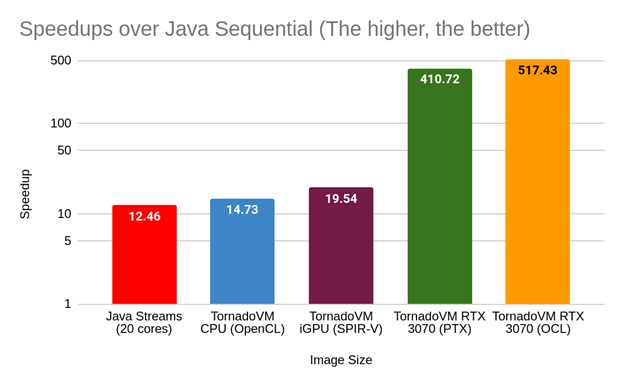 Speedups over Java Sequential (The higher, the better)
500
100
50
10
5
1
Speedup
12.46
14.73
19.54
410.72
517.43
Java Streams
(20 cores)
TornadoVM
CPU (OpenCL)
TornadoVM
iGPU (SPIR-V)
TornadoVM RTX
3070 (PTX)
TornadoVM RTX
3070 (OCL)
Image Size